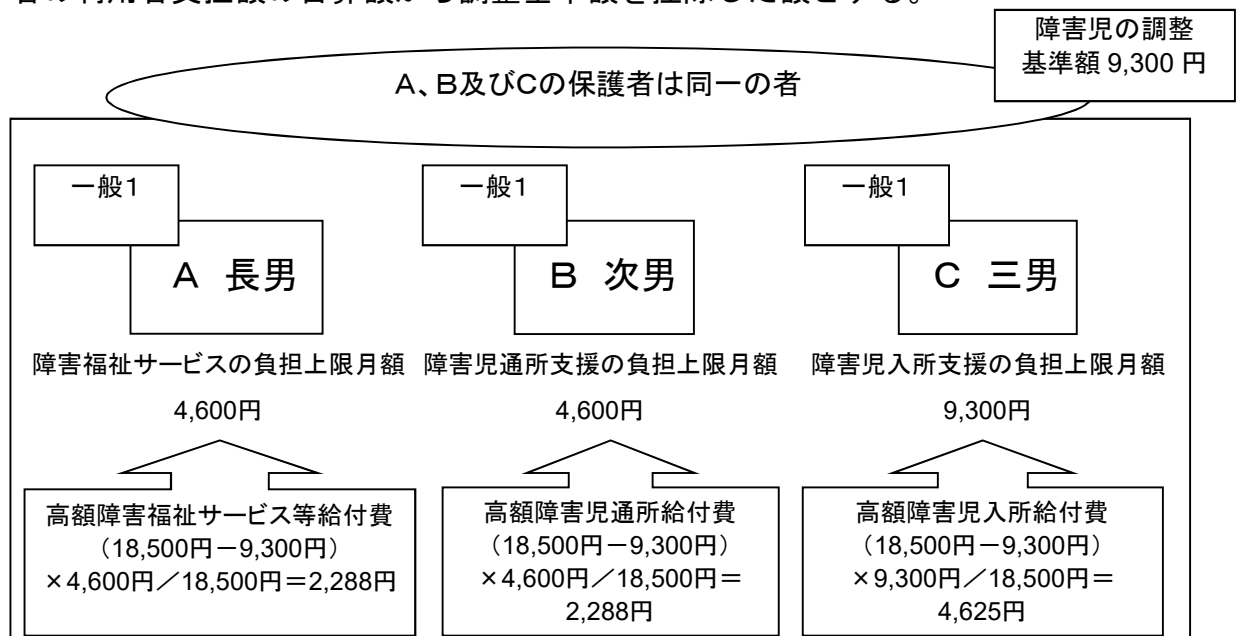 者の利用者負担額の合算額から調整基準額を控除した額とする。
障害児の調整
基準額 9,300 円
A、B及びCの保護者は同一の者
一般1
A 長男
障害福祉サービスの負担上限月額
4,600円
高額障害福祉サービス等給付費
（18,500円－9,300円）
×4,600円／18,500円＝2,288円
一般1
B 次男
障害児通所支援の負担上限月額
4,600円
高額障害児通所給付費
（18,500円－9,300円）
×4,600円／18,500円＝
2,288円
一般1
C 三男
障害児入所支援の負担上限月額
9,300円
高額障害児入所給付費
（18,500円－9,300円）
×9,300円／18,500円＝
4,625円